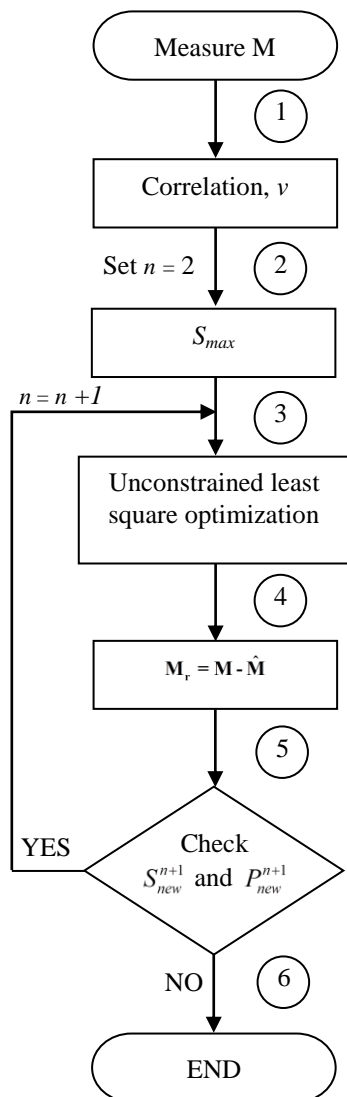 Measure M
1
Correlation, v
Set n = 2
2
S_max
n = n +1
3
Unconstrained least
square optimization
4
M_r = M - M̂
5
YES
Check
S_new^{n+1} and P_new^{n+1}
NO
6
END